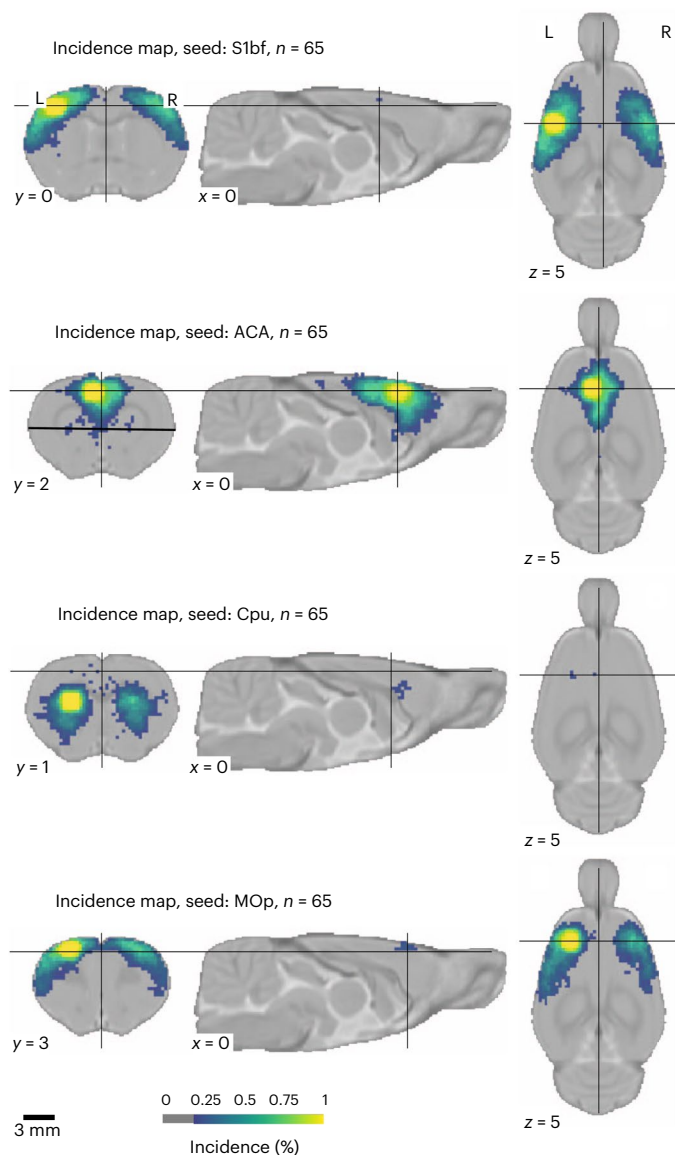 Incidence map, seed: S1bf, n = 65
L R
L R
y = 0
x = 0
z = 5
Incidence map, seed: ACA, n = 65
y = 2
x = 0
z = 5
Incidence map, seed: Cpu, n = 65
y = 1
x = 0
z = 5
Incidence map, seed: MOp, n = 65
y = 3
x = 0
z = 5
0 0.25 0.5 0.75 1
3 mm
Incidence (%)